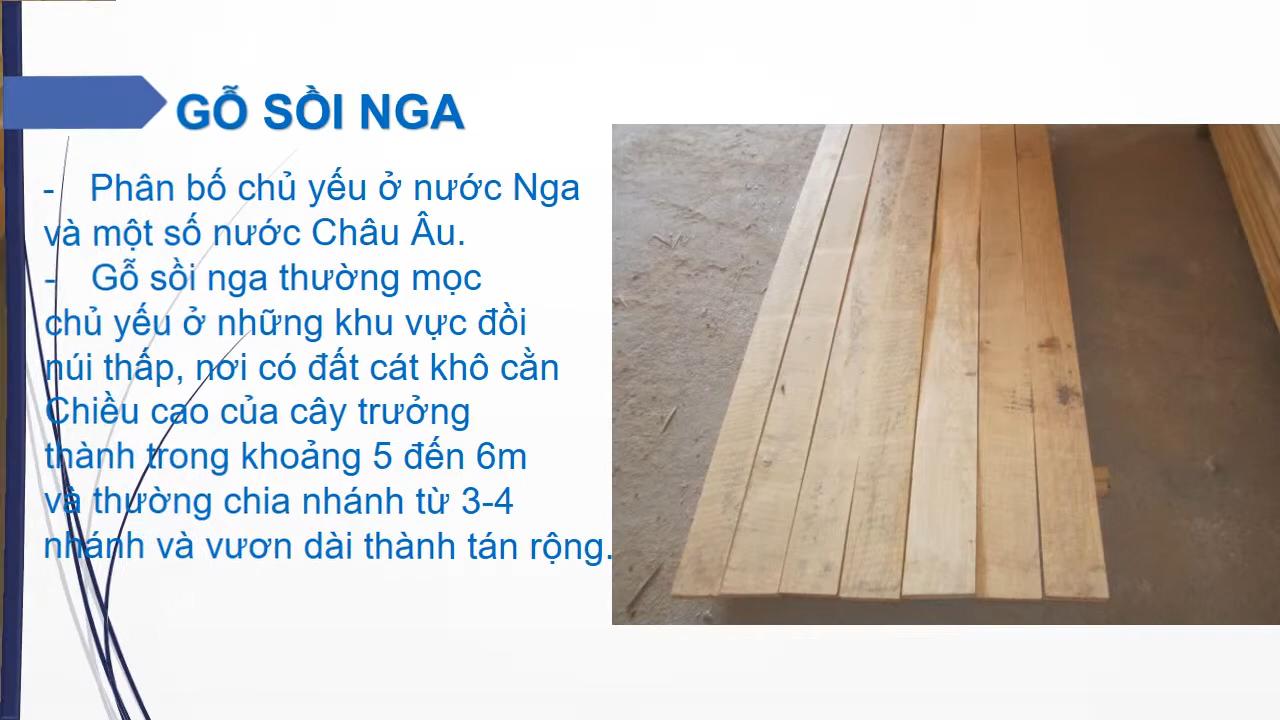 GỖ SỒI NGA
- Phân bố chủ yếu ở nước Nga
và một số nước Châu Âu.
- Gỗ sồi nga thường mọc
chủ yếu ở những khu vực đồi
núi thấp, nơi có đất cát khô cằn
Chiều cao của cây trưởng
thành trong khoảng 5 đến 6m
và thường chia nhánh từ 3-4
nhánh và vươn dài thành tán rộng.